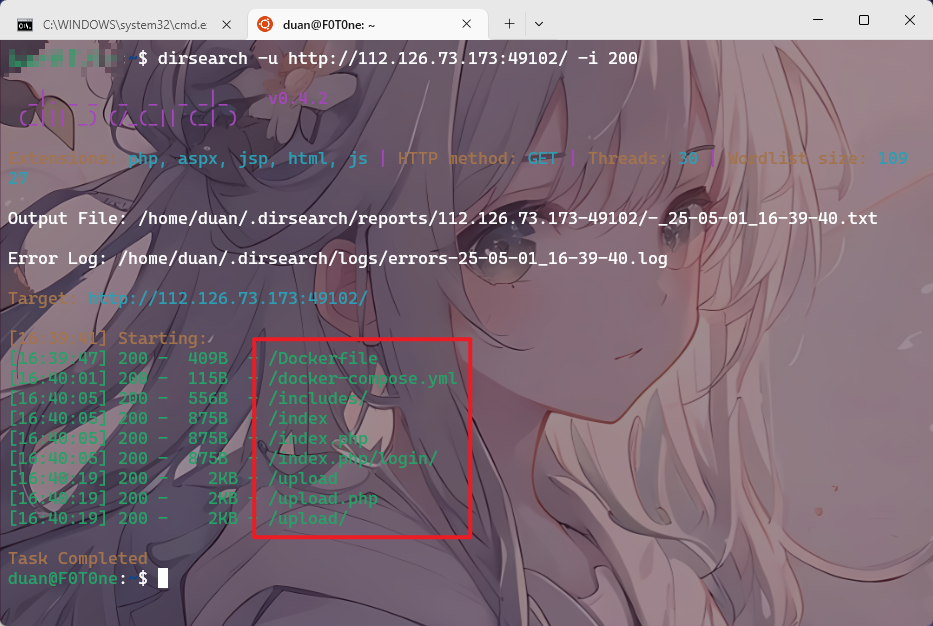 C:\WINDOWS\system32\cmd.e
duan@F0T0ne: ~
$ dirsearch -u http://112.126.73.173:49102/ -i 200
v0.4.2
Extensions: php, aspx, jsp, html, js | HTTP method: GET | Threads: 30 | Wordlist size: 109
27
Output File: /home/duan/.dirsearch/reports/112.126.73.173-49102/-_25-05-01_16-39-40.txt
Error Log: /home/duan/.dirsearch/logs/errors-25-05-01_16-39-40.log
Target: http://112.126.73.173:49102/
Starting:
[16:39:47] 200 - 409B - /Dockerfile
[16:40:01] 200 - 115B - /docker-compose.yml
[16:40:05] 200 - 556B - /includes/
[16:40:05] 200 - 875B - /index
[16:40:05] 200 - 875B - /index.php
[16:40:05] 200 - 875B - /index.php/login/
[16:40:19] 200 - 2KB - /upload
[16:40:19] 200 - 2KB - /upload.php
[16:40:19] 200 - 2KB - /upload/
Task Completed
duan@F0T0ne:~$